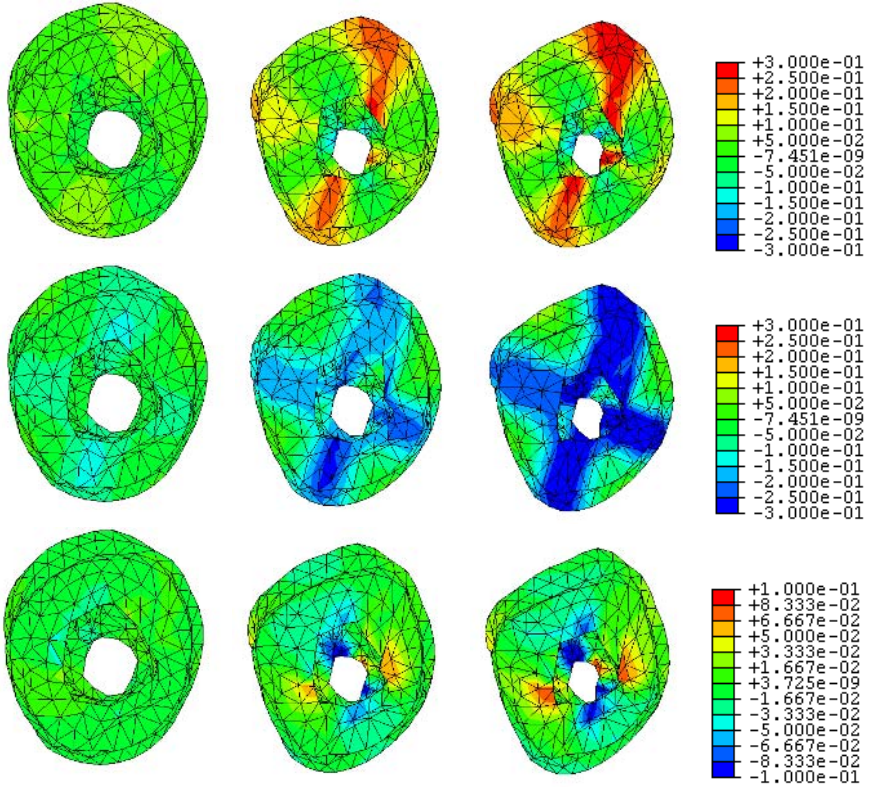 +3.000e-01
+2.500e-01
+2.000e-01
+1.500e-01
+1.000e-01
+5.000e-02
-7.451e-09
-5.000e-02
-1.000e-01
-1.500e-01
-2.000e-01
-2.500e-01
-3.000e-01
+3.000e-01
+2.500e-01
+2.000e-01
+1.500e-01
+1.000e-01
+5.000e-02
-7.451e-09
-5.000e-02
-1.000e-01
-1.500e-01
-2.000e-01
-2.500e-01
-3.000e-01
+1.000e-01
+8.333e-02
+6.667e-02
+5.000e-02
+3.333e-02
+1.667e-02
+3.725e-09
-1.667e-02
-3.333e-02
-5.000e-02
-6.667e-02
-8.333e-02
-1.000e-01